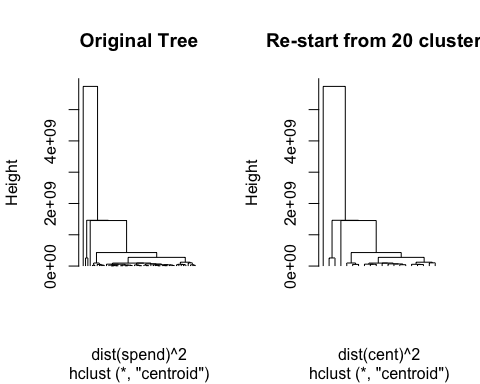 Original Tree
Re-start from 20 cluster
Height
0e+00
2e+09
4e+09
Height
0e+00
2e+09
4e+09
dist(spend)^2
hclust (*, "centroid")
dist(cent)^2
hclust (*, "centroid")